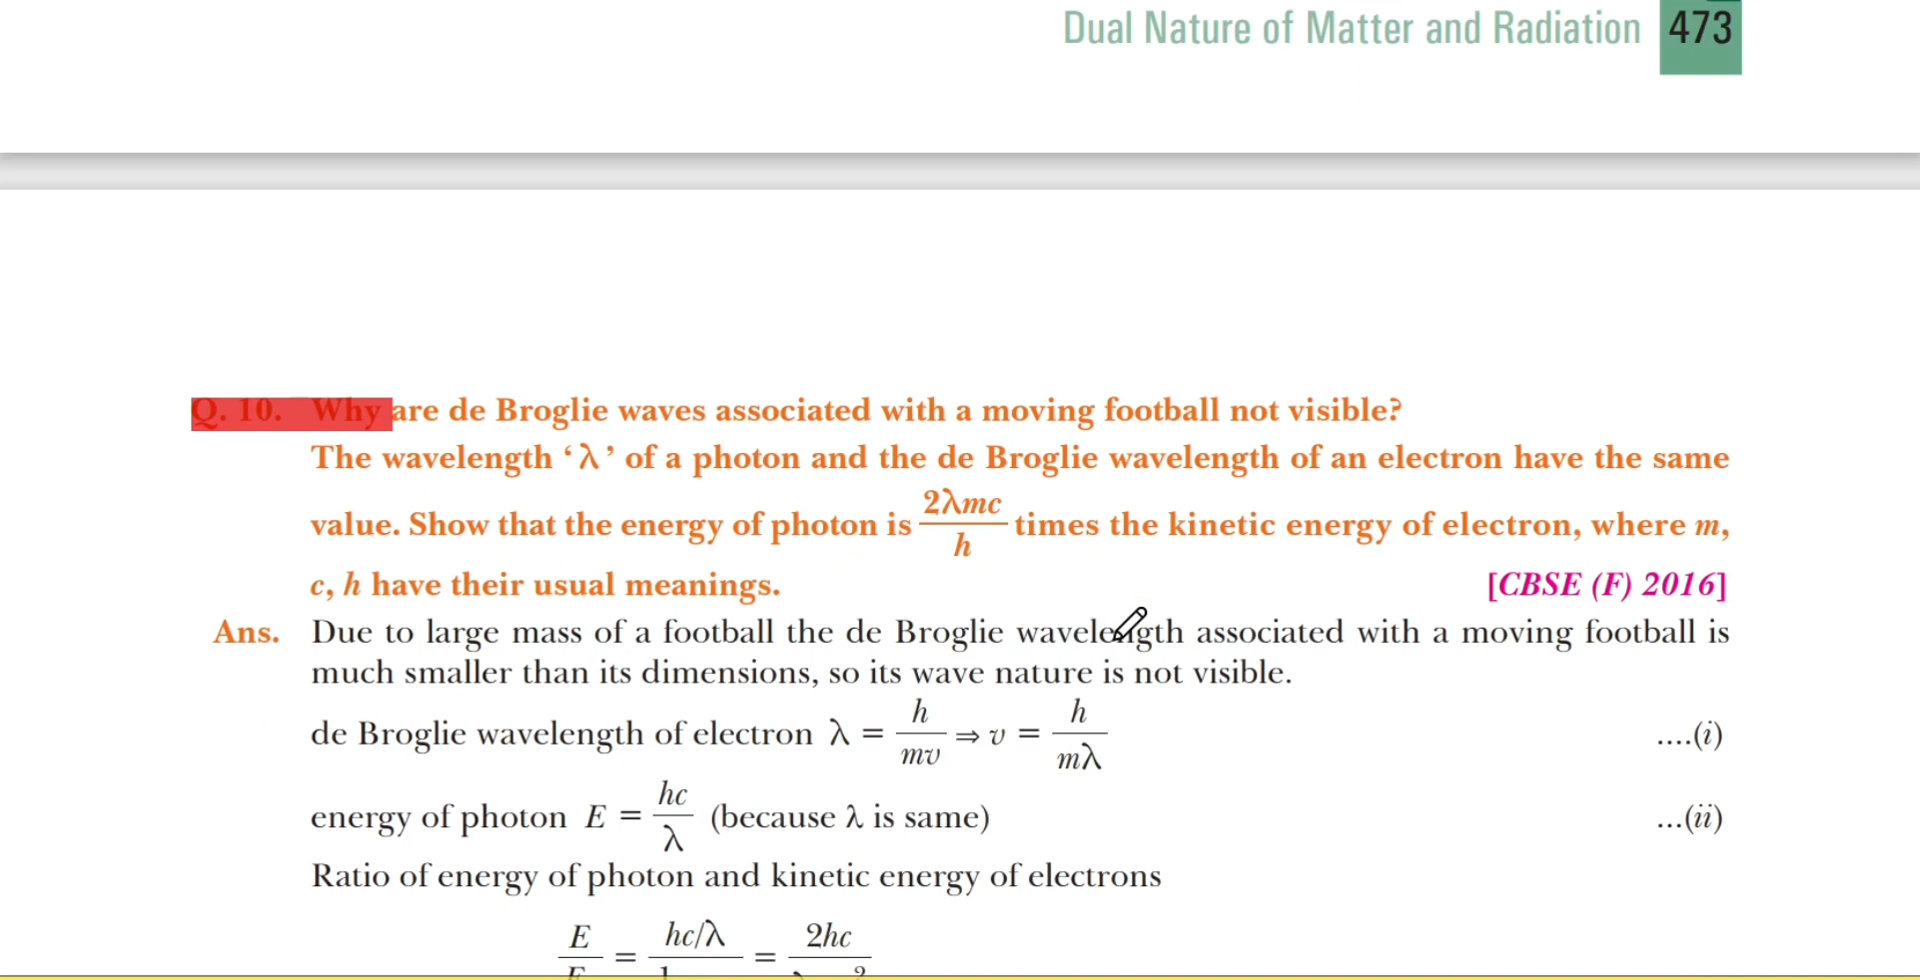 Dual Nature of Matter and Radiation 473
Q. 10. Why are de Broglie waves associated with a moving football not visible?
The wavelength ‘λ’ of a photon and the de Broglie wavelength of an electron have the same
value. Show that the energy of photon is 2λmc/h times the kinetic energy of electron, where m,
c, h have their usual meanings. [CBSE (F) 2016]
Ans. Due to large mass of a football the de Broglie wavelength associated with a moving football is
much smaller than its dimensions, so its wave nature is not visible.
de Broglie wavelength of electron λ = h/mv ⇒ v = h/mλ ....(i)
energy of photon E = hc/λ (because λ is same) ...(ii)
Ratio of energy of photon and kinetic energy of electrons
E = hc/λ = 2hc